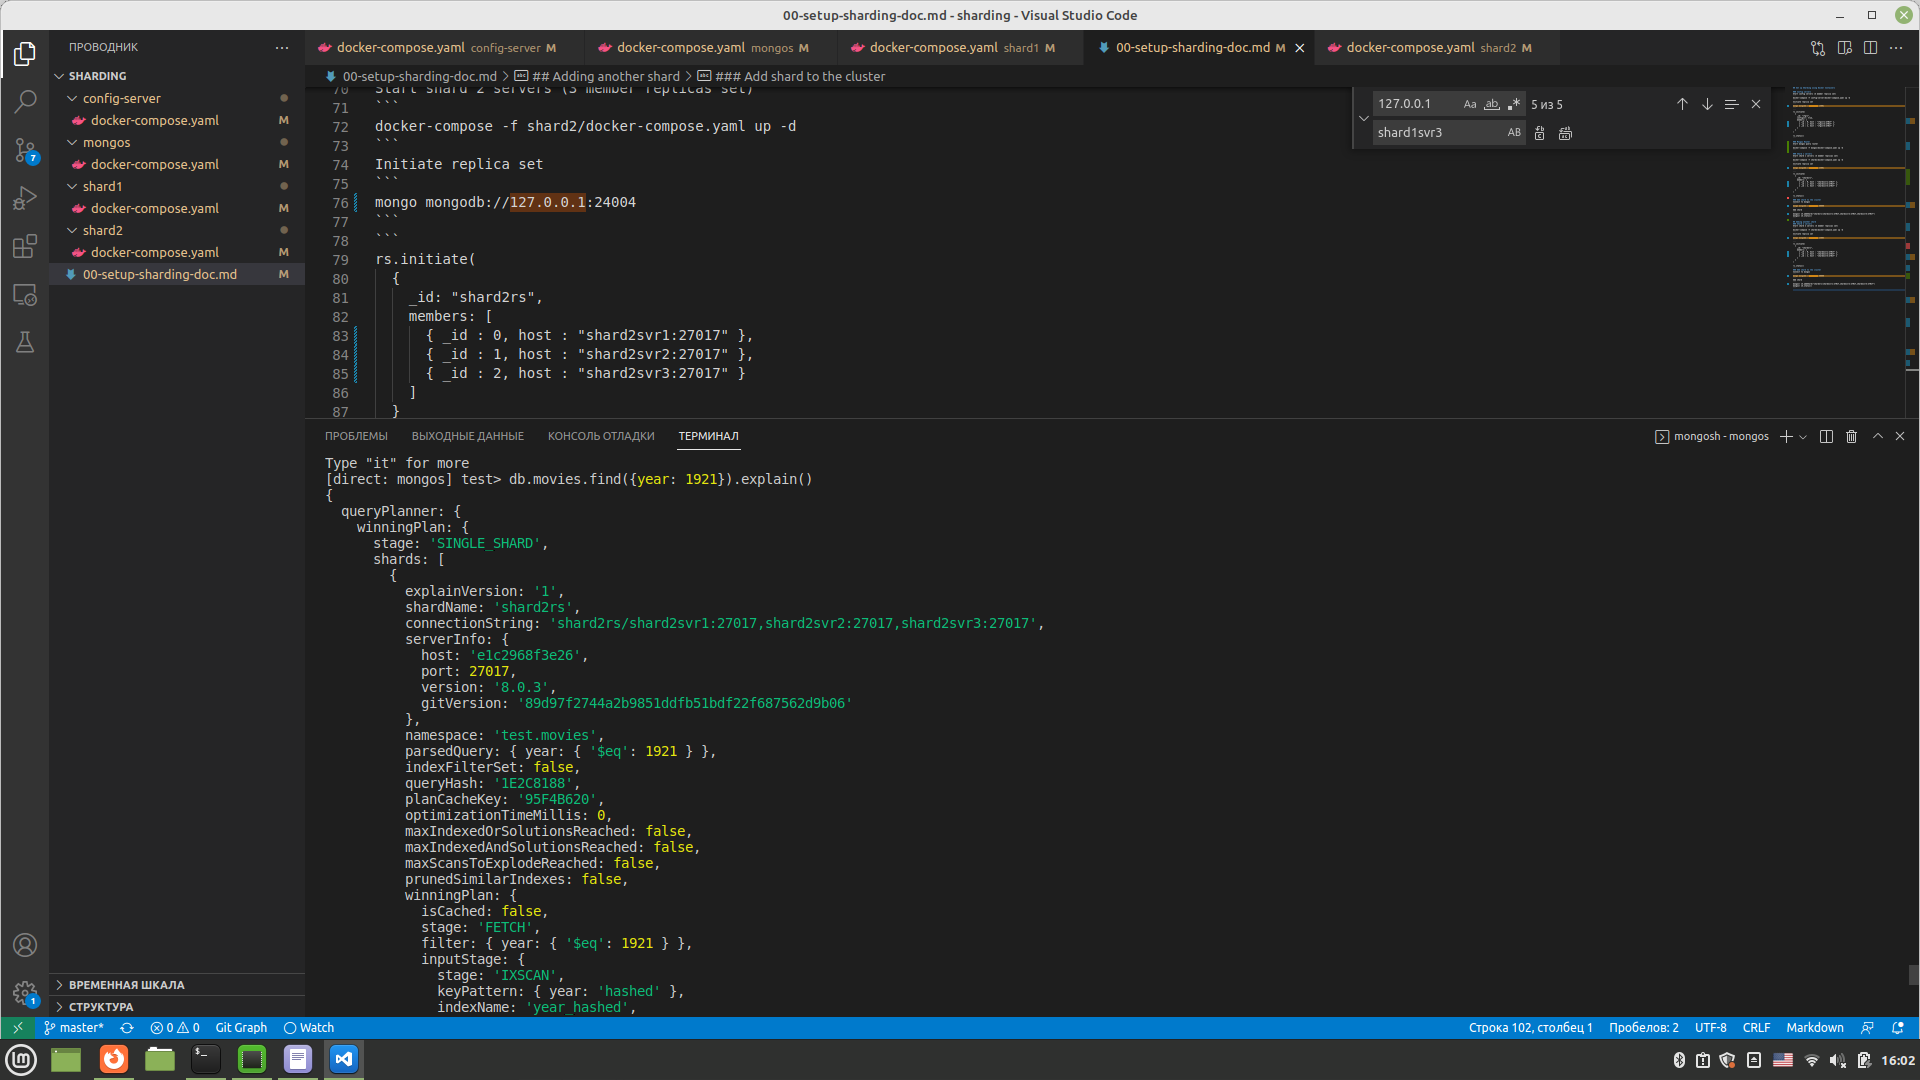 00-setup-sharding-doc.md - sharding - Visual Studio Code
ПРОВОДНИК
docker-compose.yaml config-server M
docker-compose.yaml mongos M
docker-compose.yaml shard1 M
00-setup-sharding-doc.md M
docker-compose.yaml shard2 M
SHARDING
config-server
docker-compose.yaml M
mongos
docker-compose.yaml M
shard1
docker-compose.yaml M
shard2
docker-compose.yaml M
00-setup-sharding-doc.md M
7
00-setup-sharding-doc.md > ## Adding another shard > ### Add shard to the cluster
127.0.0.1 Aa ab .* 5 из 5
shard1svr3 AB
70 Start shard 2 servers (3 member replicas set)
71 ```
72 docker-compose -f shard2/docker-compose.yaml up -d
73 ```
74 Initiate replica set
75 ```
76 mongo mongodb://127.0.0.1:24004
77 ```
78 ```
79 rs.initiate(
80 {
81 _id: "shard2rs",
82 members: [
83 { _id : 0, host : "shard2svr1:27017" },
84 { _id : 1, host : "shard2svr2:27017" },
85 { _id : 2, host : "shard2svr3:27017" }
86 ]
87 }
ПРОБЛЕМЫ ВЫХОДНЫЕ ДАННЫЕ КОНСОЛЬ ОТЛАДКИ ТЕРМИНАЛ
mongosh - mongos
Type "it" for more
[direct: mongos] test> db.movies.find({year: 1921}).explain()
{
queryPlanner: {
winningPlan: {
stage: 'SINGLE_SHARD',
shards: [
{
explainVersion: '1',
shardName: 'shard2rs',
connectionString: 'shard2rs/shard2svr1:27017,shard2svr2:27017,shard2svr3:27017',
serverInfo: {
host: 'e1c2968f3e26',
port: 27017,
version: '8.0.3',
gitVersion: '89d97f2744a2b9851ddfb51bdf22f687562d9b06'
},
namespace: 'test.movies',
parsedQuery: { year: { '$eq': 1921 } },
indexFilterSet: false,
queryHash: '1E2C8188',
planCacheKey: '95F4B620',
optimizationTimeMillis: 0,
maxIndexedOrSolutionsReached: false,
maxIndexedAndSolutionsReached: false,
maxScansToExplodeReached: false,
prunedSimilarIndexes: false,
winningPlan: {
isCached: false,
stage: 'FETCH',
filter: { year: { '$eq': 1921 } },
inputStage: {
stage: 'IXSCAN',
keyPattern: { year: 'hashed' },
indexName: 'year_hashed',
ВРЕМЕННАЯ ШКАЛА
СТРУКТУРА
1
master* 0 0 Git Graph Watch
Строка 102, столбец 1 Пробелов: 2 UTF-8 CRLF Markdown
16:02